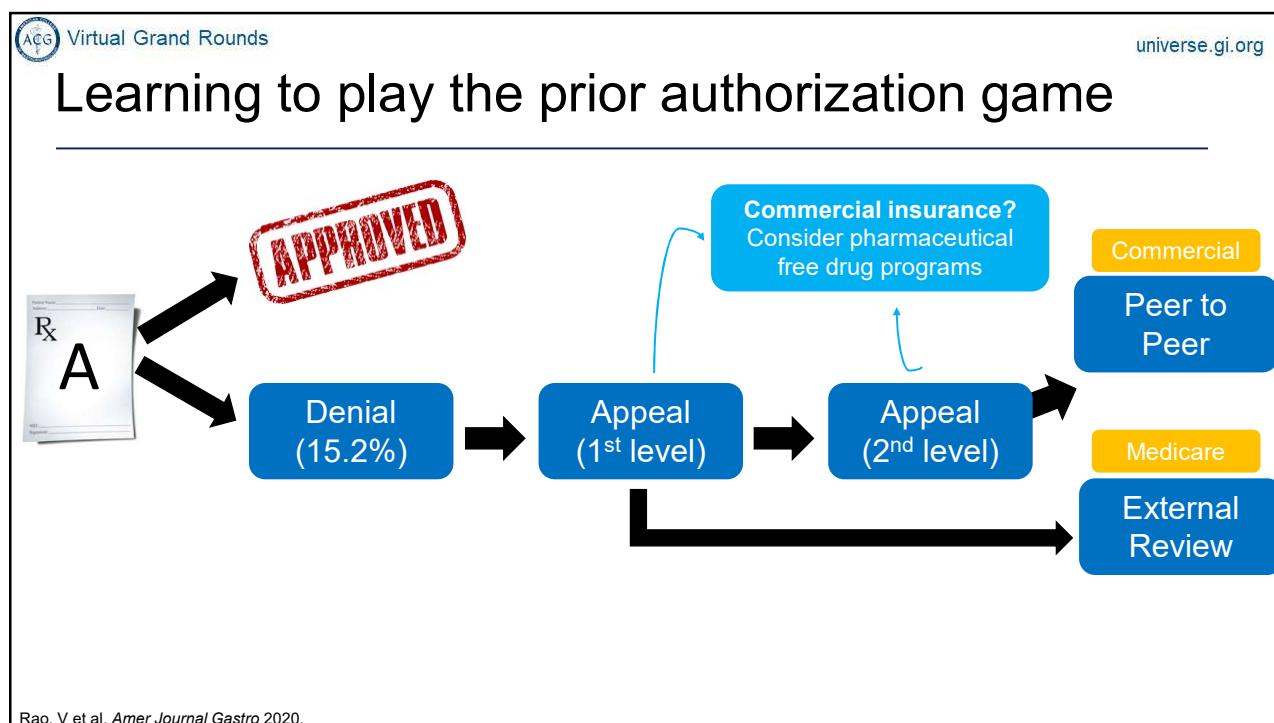 ACG
Virtual Grand Rounds
universe.gi.org
Learning to play the prior authorization game
APPROVED
Commercial insurance?
Consider pharmaceutical
free drug programs
Commercial
Peer to
Peer
Rx
A
Denial
(15.2%)
Appeal
(1st level)
Appeal
(2nd level)
Medicare
External
Review
Rao, V et al. Amer Journal Gastro 2020.